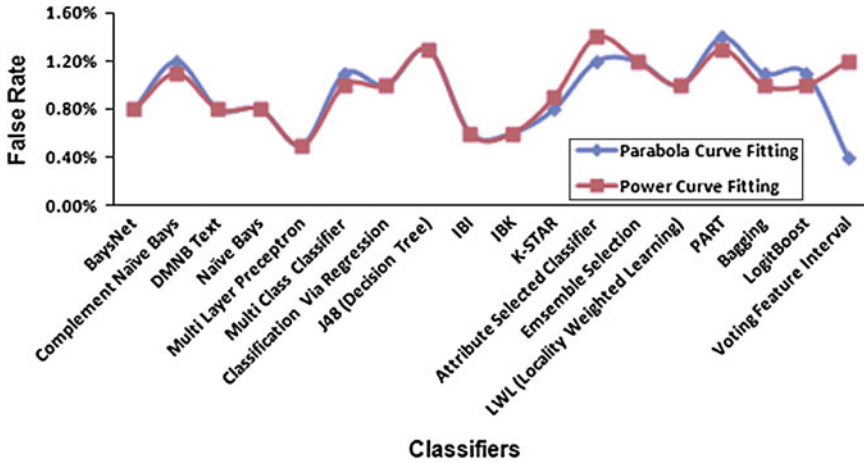 1.60%
1.20%
0.80%
0.40%
0.00%
False Rate
Parabola Curve Fitting
Power Curve Fitting
BaysNet
Complement Naïve Bays
DMNB Text
Naïve Bays
Multi Layer Preceptron
Multi Class Classifier
Classification Via Regression
J48 (Decision Tree)
IBI
IBK
K-STAR
Attribute Selected Classifier
Emsemble Selection
LWL (Locality Weighted Learning)
PART
Bagging
LogitBoost
Voting Feature Interval
Classifiers